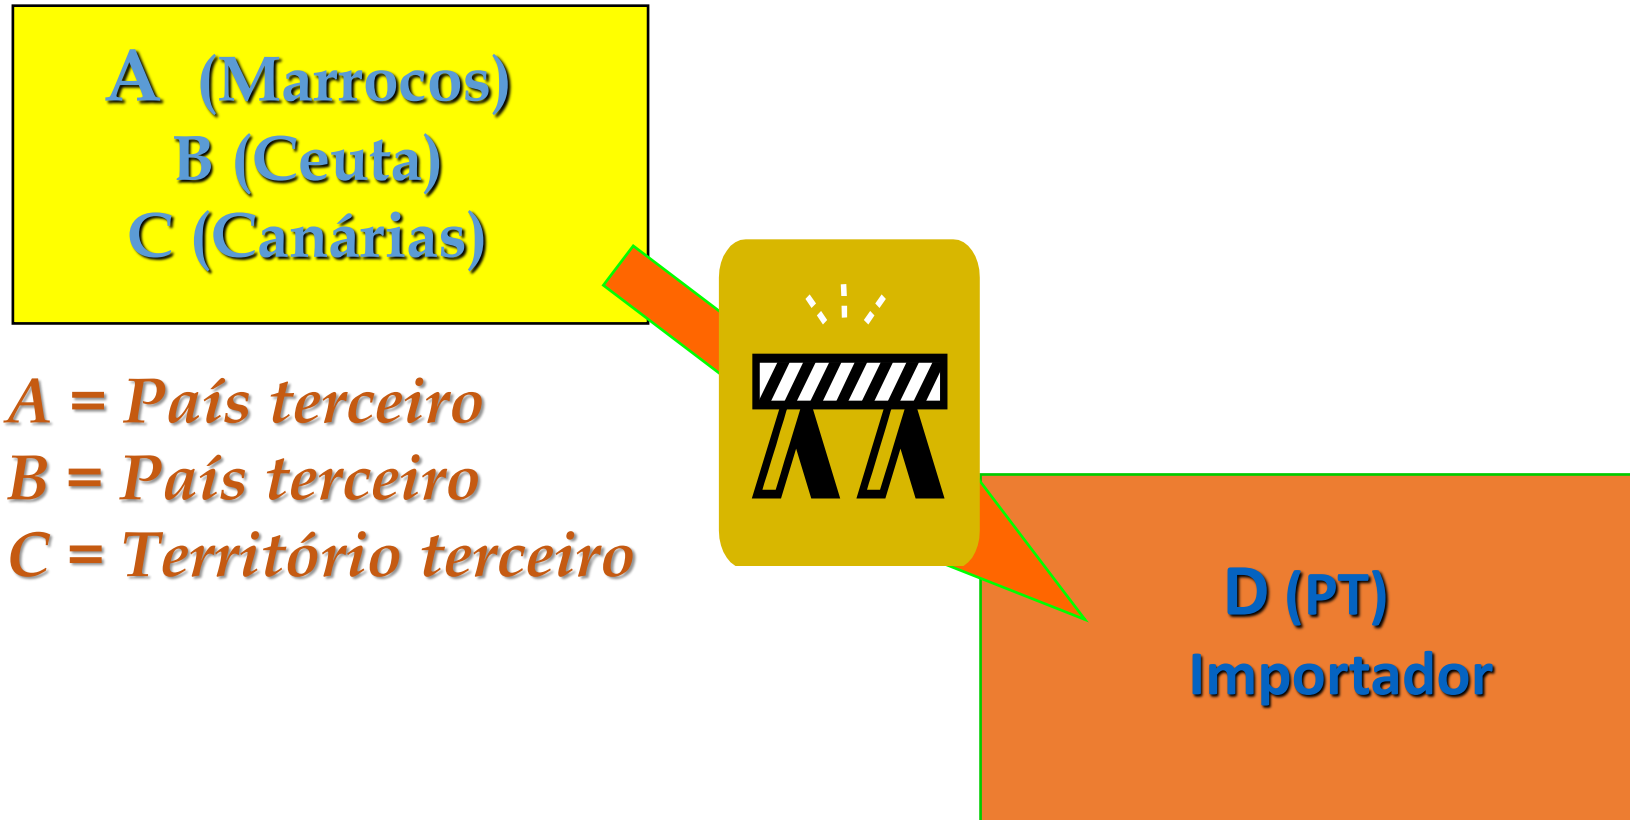 A (Marrocos)
B (Ceuta)
C (Canárias)
A = País terceiro
B = País terceiro
C = Território terceiro
D (PT)
Importador